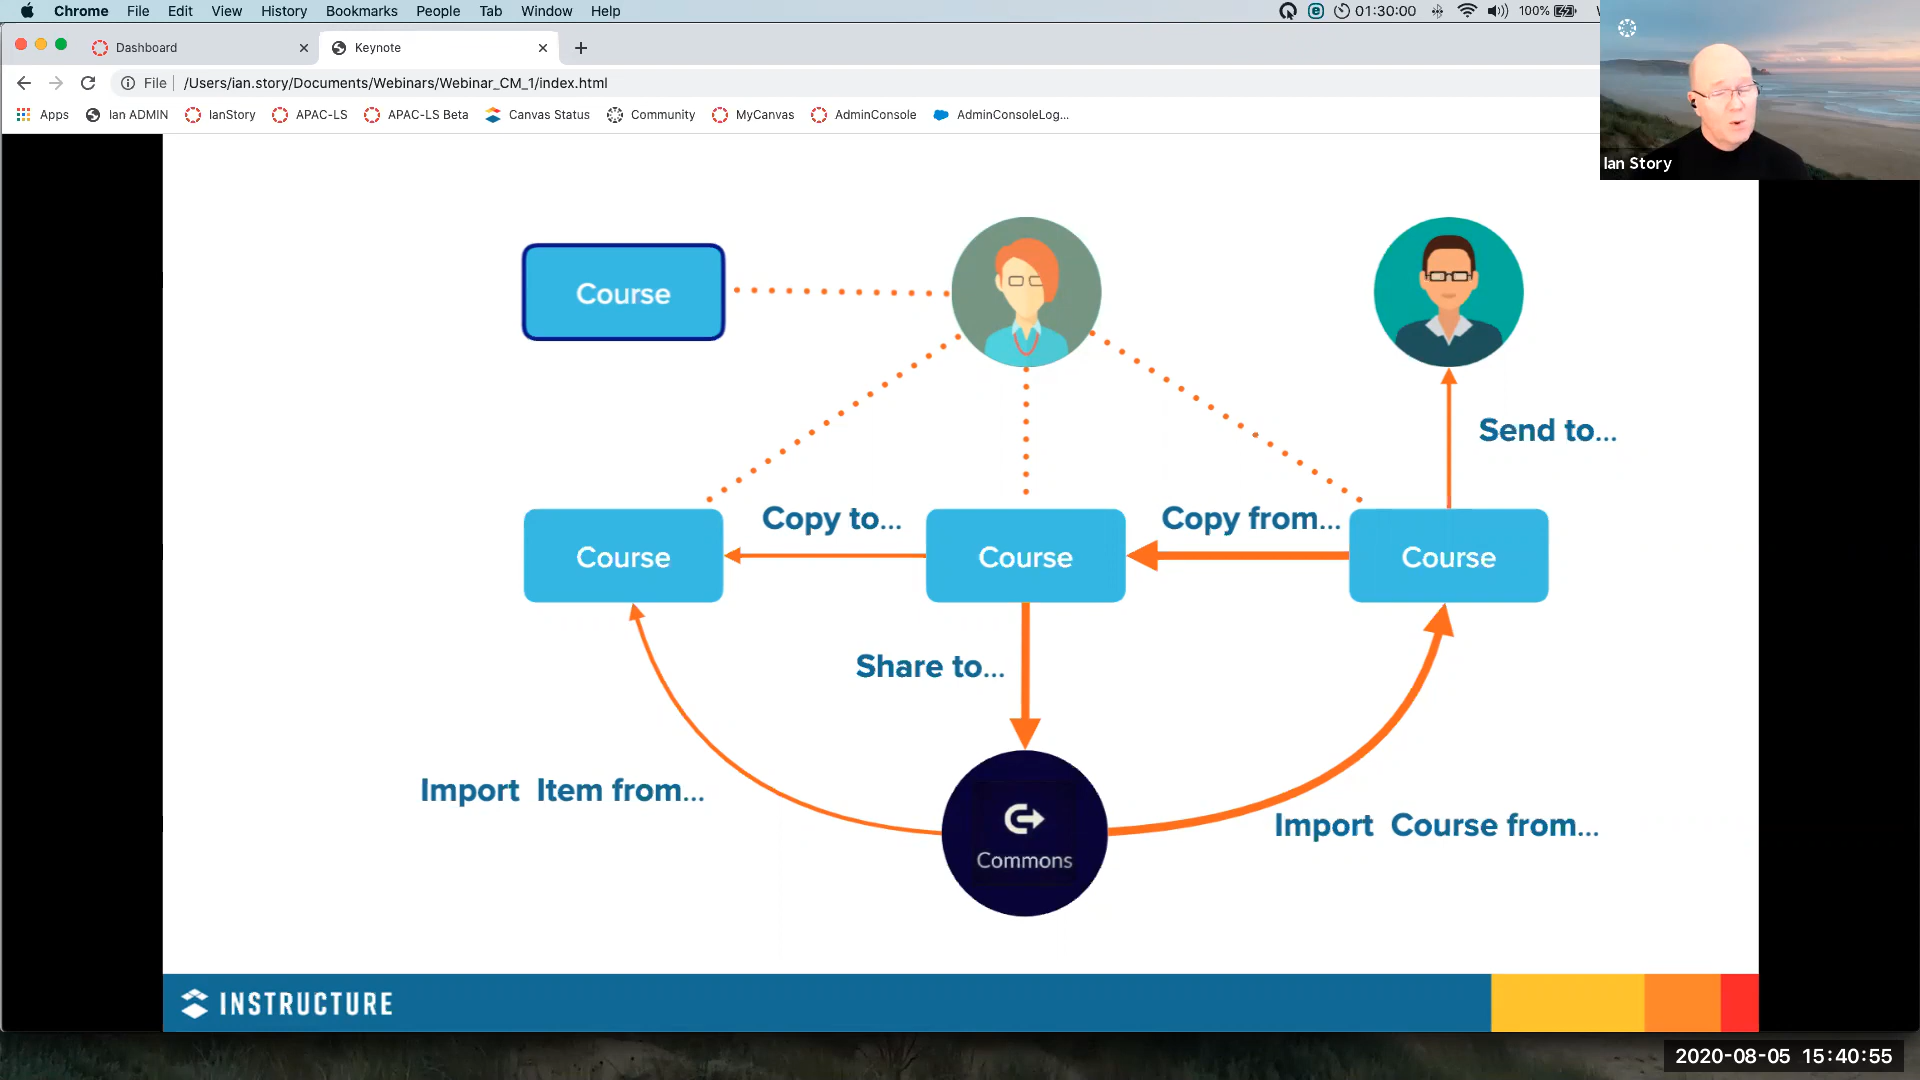 Chrome File Edit View History Bookmarks People Tab Window Help 01:30:00 100%
Dashboard Keynote
File /Users/ian.story/Documents/Webinars/Webinar_CM_1/index.html
Apps Ian ADMIN IanStory APAC-LS APAC-LS Beta Canvas Status Community MyCanvas AdminConsole AdminConsoleLog...
Ian Story
Course
Send to...
Copy to...
Copy from...
Course
Course
Course
Share to...
Import Item from...
Import Course from...
Commons
INSTRUCTURE
2020-08-05 15:40:55